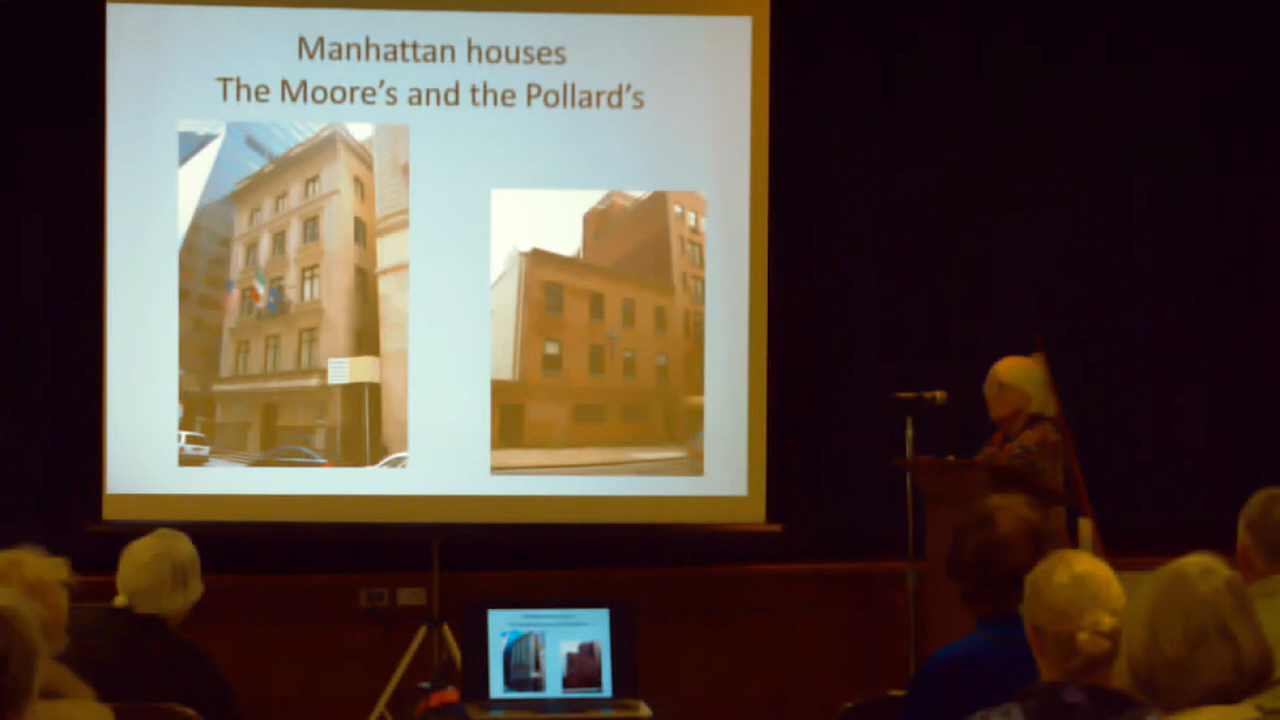 Manhattan houses
The Moore's and the Pollard's